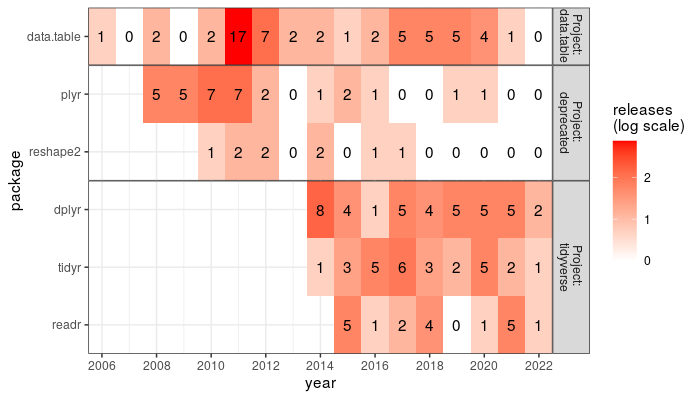 data.table 1 0 2 0 2 17 7 2 2 1 2 5 5 5 4 1 0
Project:
data.table
plyr 5 5 7 7 2 0 1 2 1 0 0 1 1 0 0
reshape2 1 2 2 0 2 0 1 1 0 0 0 0 0
Project:
deprecated
dplyr 8 4 1 5 4 5 5 5 2
tidyr 1 3 5 6 3 2 5 2 1
readr 5 1 2 4 0 1 5 1
Project:
tidyverse
package
2006 2008 2010 2012 2014 2016 2018 2020 2022
year
releases
(log scale)
2
1
0